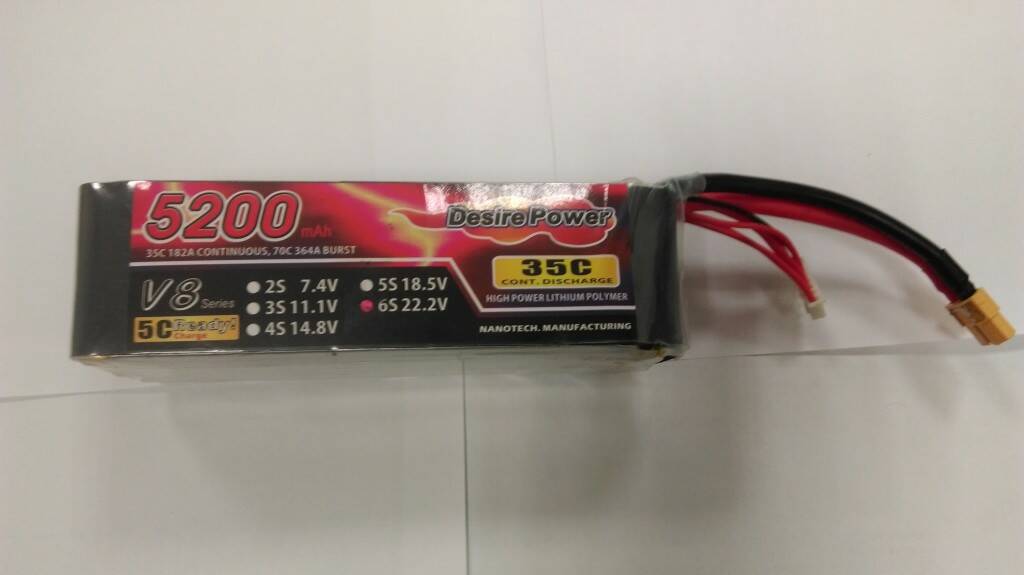 5200 mAh
35C 182A CONTINUOUS, 70C 364A BURST
Desire Power
35C
CONT. DISCHARGE
HIGH POWER LITHIUM POLYMER
NANOTECH. MANUFACTURING
V8 Series
5C Ready!
Charge
2S 7.4V
3S 11.1V
4S 14.8V
5S 18.5V
6S 22.2V